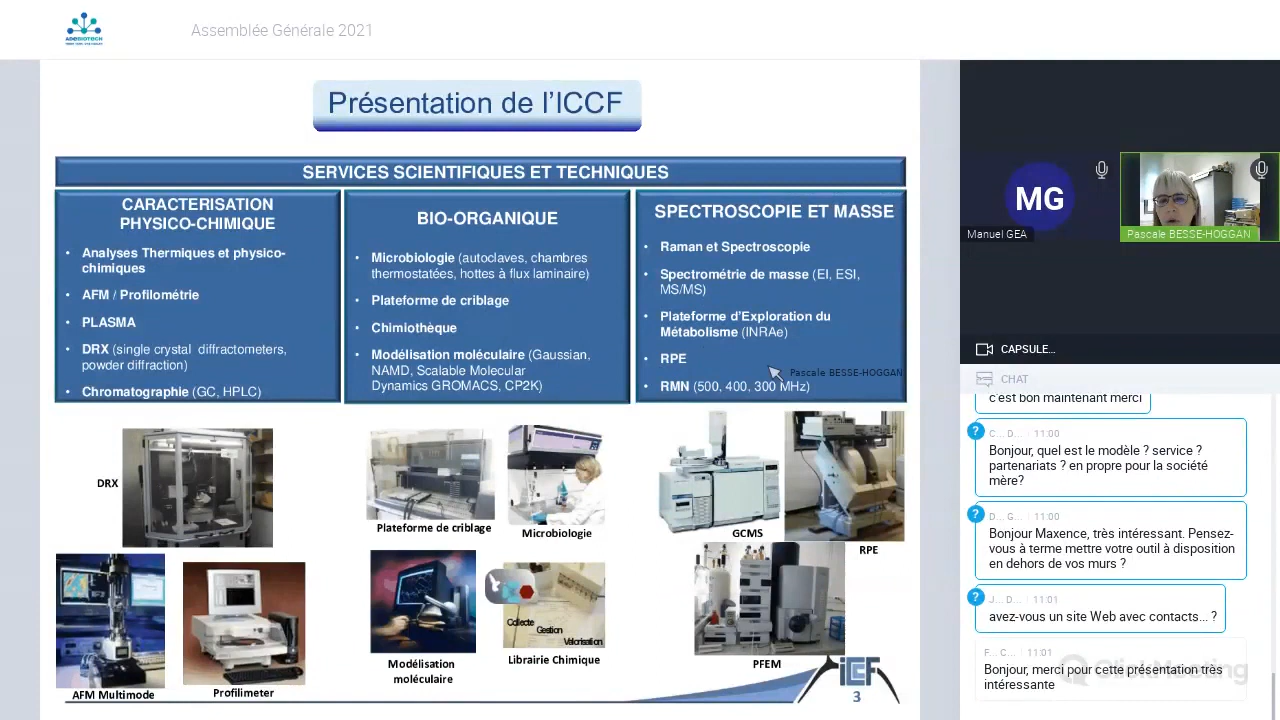 ADEBIOTECH
Assemblée Générale 2021
Présentation de l'ICCF
SERVICES SCIENTIFIQUES ET TECHNIQUES
CARACTERISATION
PHYSICO-CHIMIQUE
• Analyses Thermiques et physico-
chimiques
• AFM / Profilométrie
• PLASMA
• DRX (single crystal diffractometers,
powder diffraction)
• Chromatographie (GC, HPLC)
BIO-ORGANIQUE
• Microbiologie (autoclaves, chambres
thermostatées, hottes à flux laminaire)
• Plateforme de criblage
• Chimiothèque
• Modélisation moléculaire (Gaussian,
NAMD, Scalable Molecular
Dynamics GROMACS, CP2K)
SPECTROSCOPIE ET MASSE
• Raman et Spectroscopie
• Spectrométrie de masse (EI, ESI,
MS/MS)
• Plateforme d'Exploration du
Métabolisme (INRAe)
• RPE
• RMN (500, 400, 300 MHz)
Pascale BESSE-HOGGAN
DRX
AFM Multimode
Profilimeter
Plateforme de criblage
Microbiologie
Modélisation
moléculaire
Collecte
Gestion
Valorisation
Librairie Chimique
GCMS
RPE
PFEM
ICCF
3
MG
Manuel GEA
Pascale BESSE-HOGGAN
CAPSULE...
CHAT
c'est bon maintenant merci
?
C... D... | 11:00
Bonjour, quel est le modèle ? service ?
partenariats ? en propre pour la société
mère?
?
D... G... | 11:00
Bonjour Maxence, très intéressant. Pensez-
vous à terme mettre votre outil à disposition
en dehors de vos murs ?
?
J... D... | 11:01
avez-vous un site Web avec contacts... ?
F... C... | 11:01
Bonjour, merci pour cette présentation très
intéressante
ClickMeeting